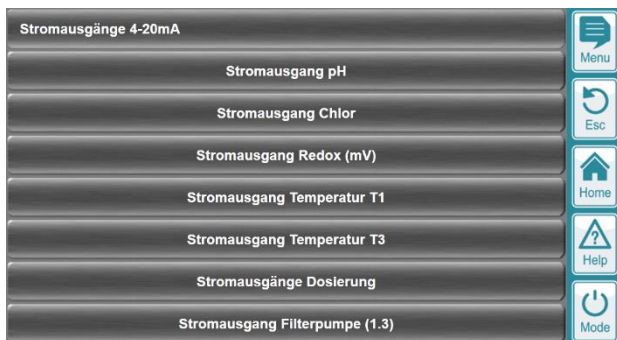 Stromausgänge 4-20mA
Stromausgang pH
Stromausgang Chlor
Stromausgang Redox (mV)
Stromausgang Temperatur T1
Stromausgang Temperatur T3
Stromausgänge Dosierung
Stromausgang Filterpumpe (1.3)
Menu
Esc
Home
?
Help
Mode